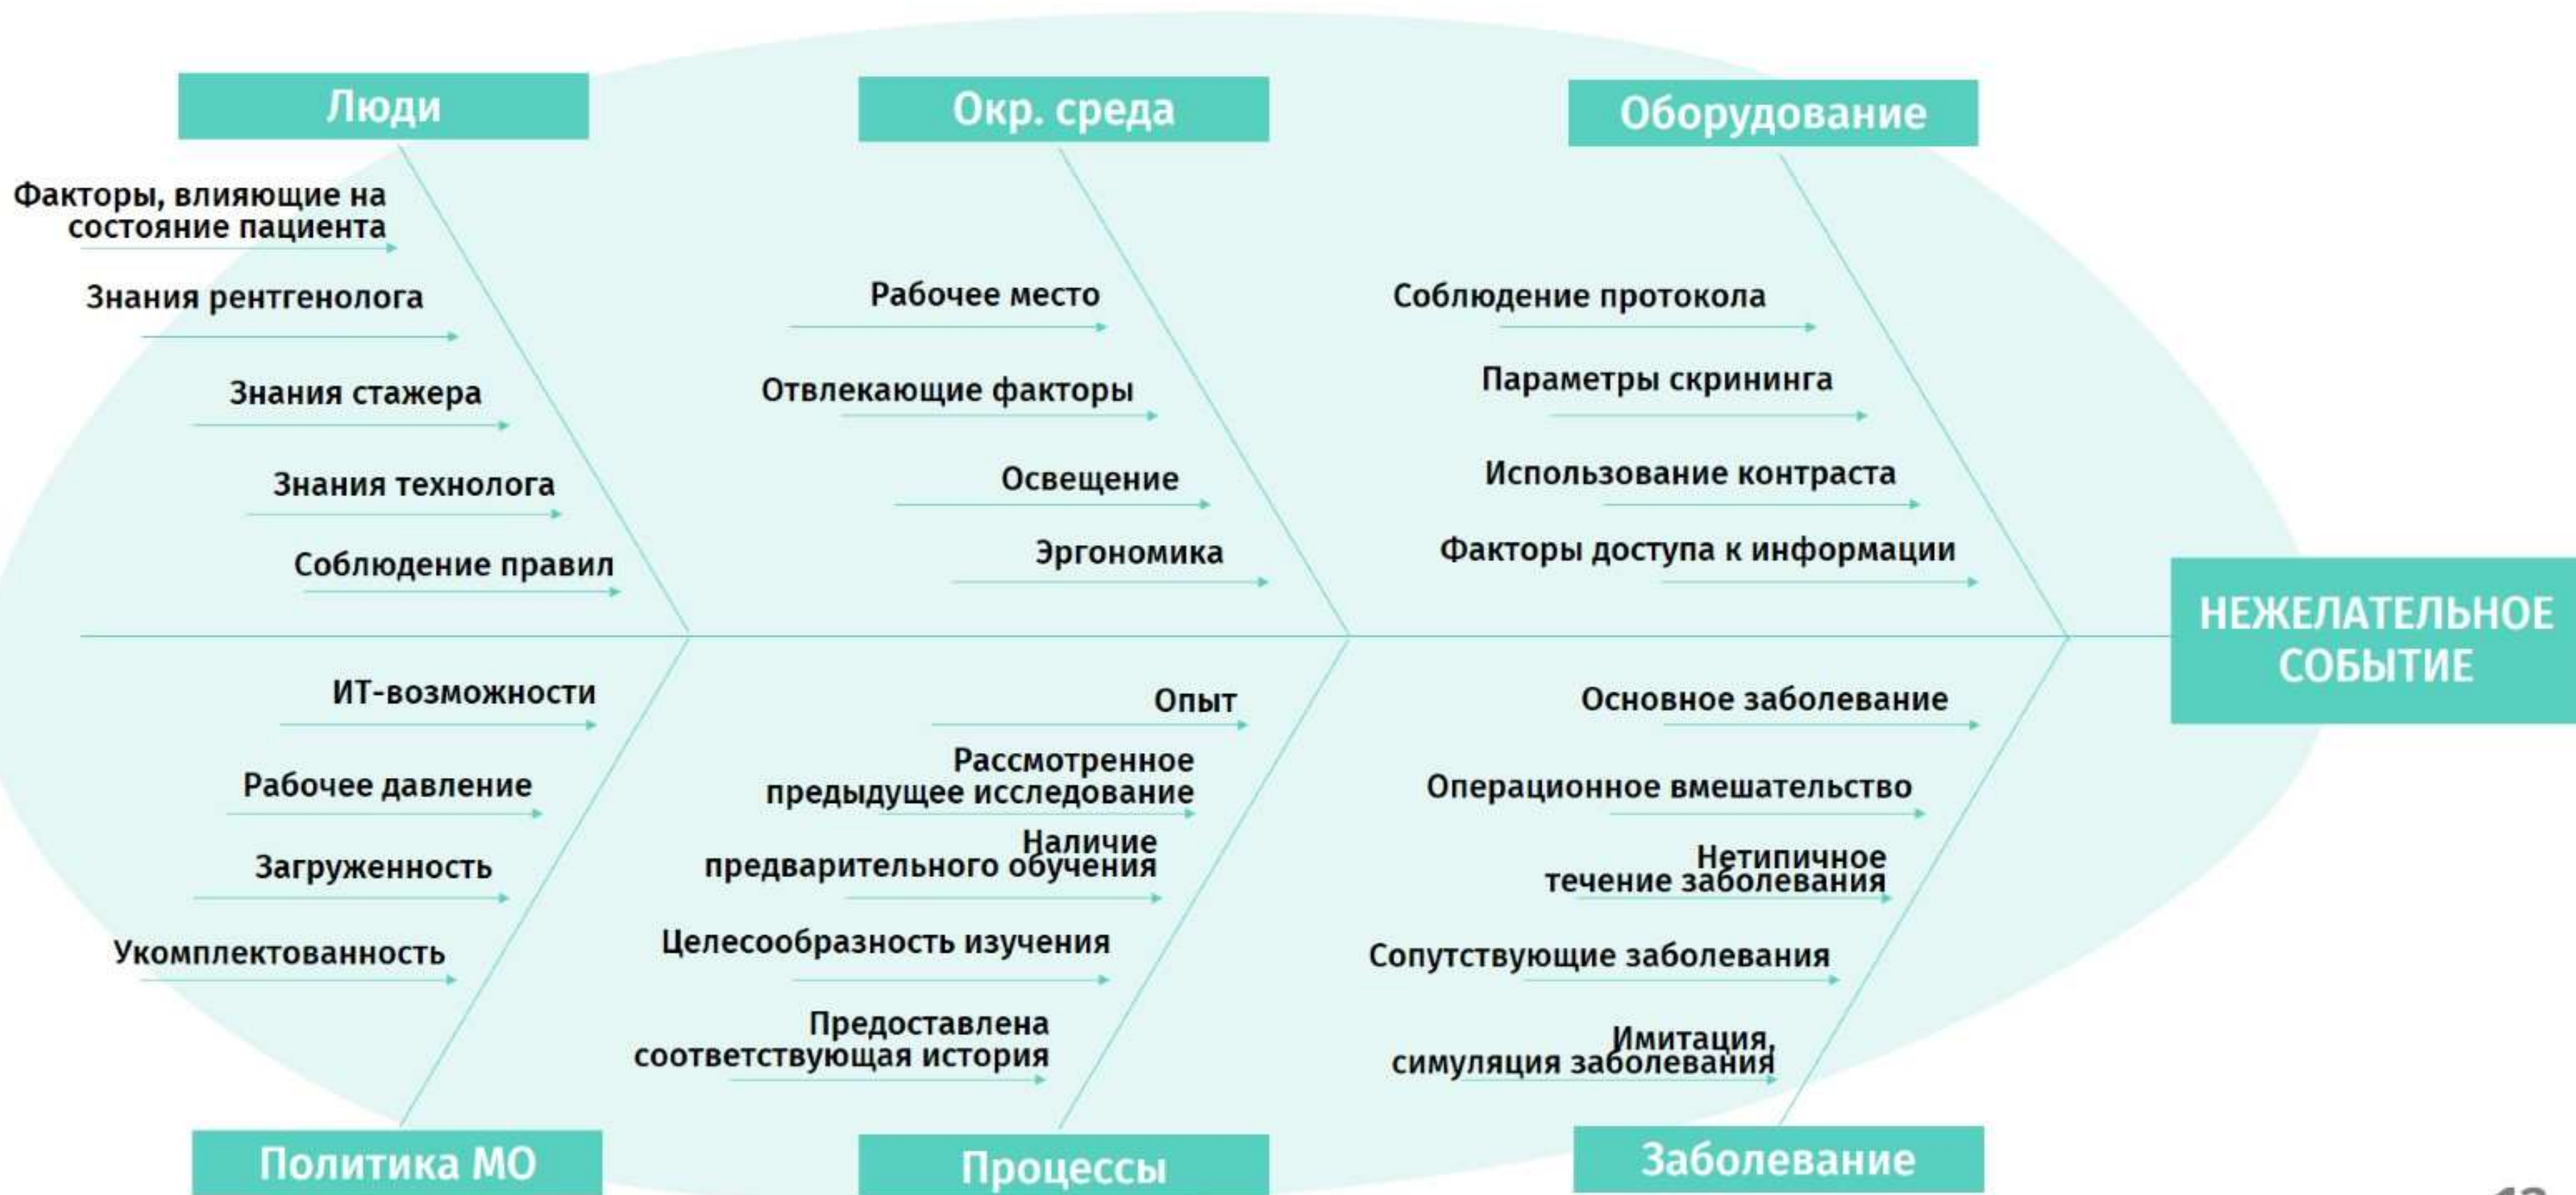 Люди
Факторы, влияющие на
состояние пациента
Знания рентгенолога
Знания стажера
Знания технолога
Соблюдение правил
Окр. среда
Рабочее место
Отвлекающие факторы
Освещение
Эргономика
Оборудование
Соблюдение протокола
Параметры скрининга
Использование контраста
Факторы доступа к информации
НЕЖЕЛАТЕЛЬНОЕ
СОБЫТИЕ
ИТ-возможности
Рабочее давление
Загруженность
Укомплектованность
Политика МО
Опыт
Рассмотренное
предыдущее исследование
Наличие
предварительного обучения
Целесообразность изучения
Предоставлена
соответствующая история
Процессы
Основное заболевание
Операционное вмешательство
Нетипичное
течение заболевания
Сопутствующие заболевания
Имитация,
симуляция заболевания
Заболевание